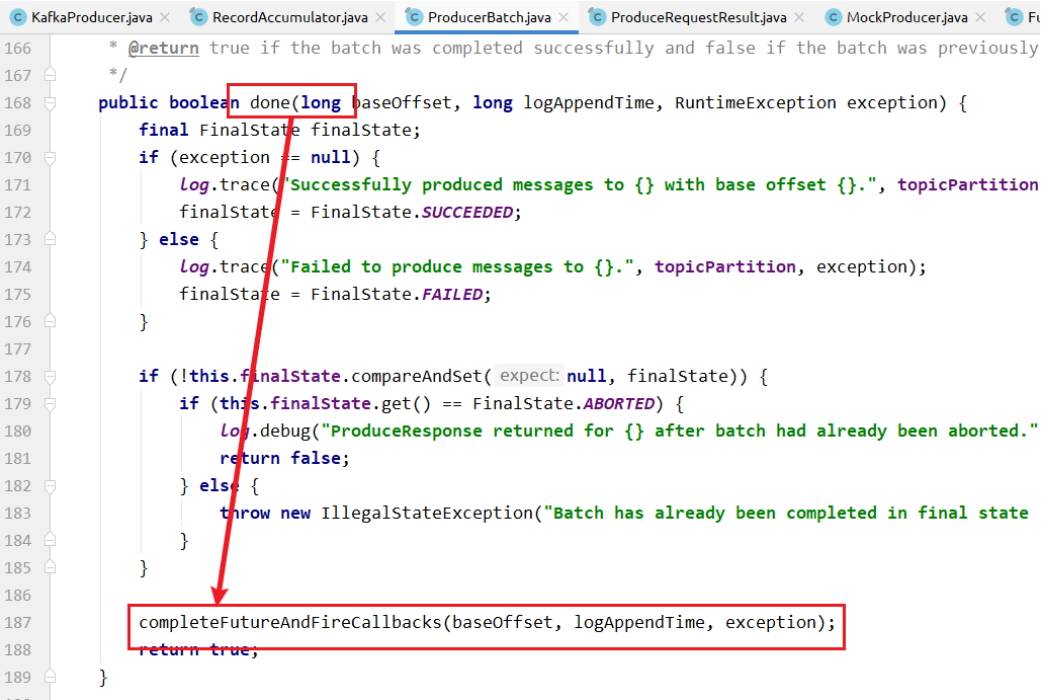 KafkaProducer.java RecordAccumulator.java ProducerBatch.java ProduceRequestResult.java MockProducer.java
166 * @return true if the batch was completed successfully and false if the batch was previously
167 */
168 public boolean done(long baseOffset, long logAppendTime, RuntimeException exception) {
169 final FinalState finalState;
170 if (exception == null) {
171 log.trace("Successfully produced messages to {} with base offset {}.", topicPartition
172 finalState = FinalState.SUCCEEDED;
173 } else {
174 log.trace("Failed to produce messages to {}.", topicPartition, exception);
175 finalState = FinalState.FAILED;
176 }
177
178 if (!this.finalState.compareAndSet( expect: null, finalState)) {
179 if (this.finalState.get() == FinalState.ABORTED) {
180 log.debug("ProduceResponse returned for {} after batch had already been aborted."
181 return false;
182 } else {
183 throw new IllegalStateException("Batch has already been completed in final state
184 }
185 }
186
187 completeFutureAndFireCallbacks(baseOffset, logAppendTime, exception);
188 return true;
189 }